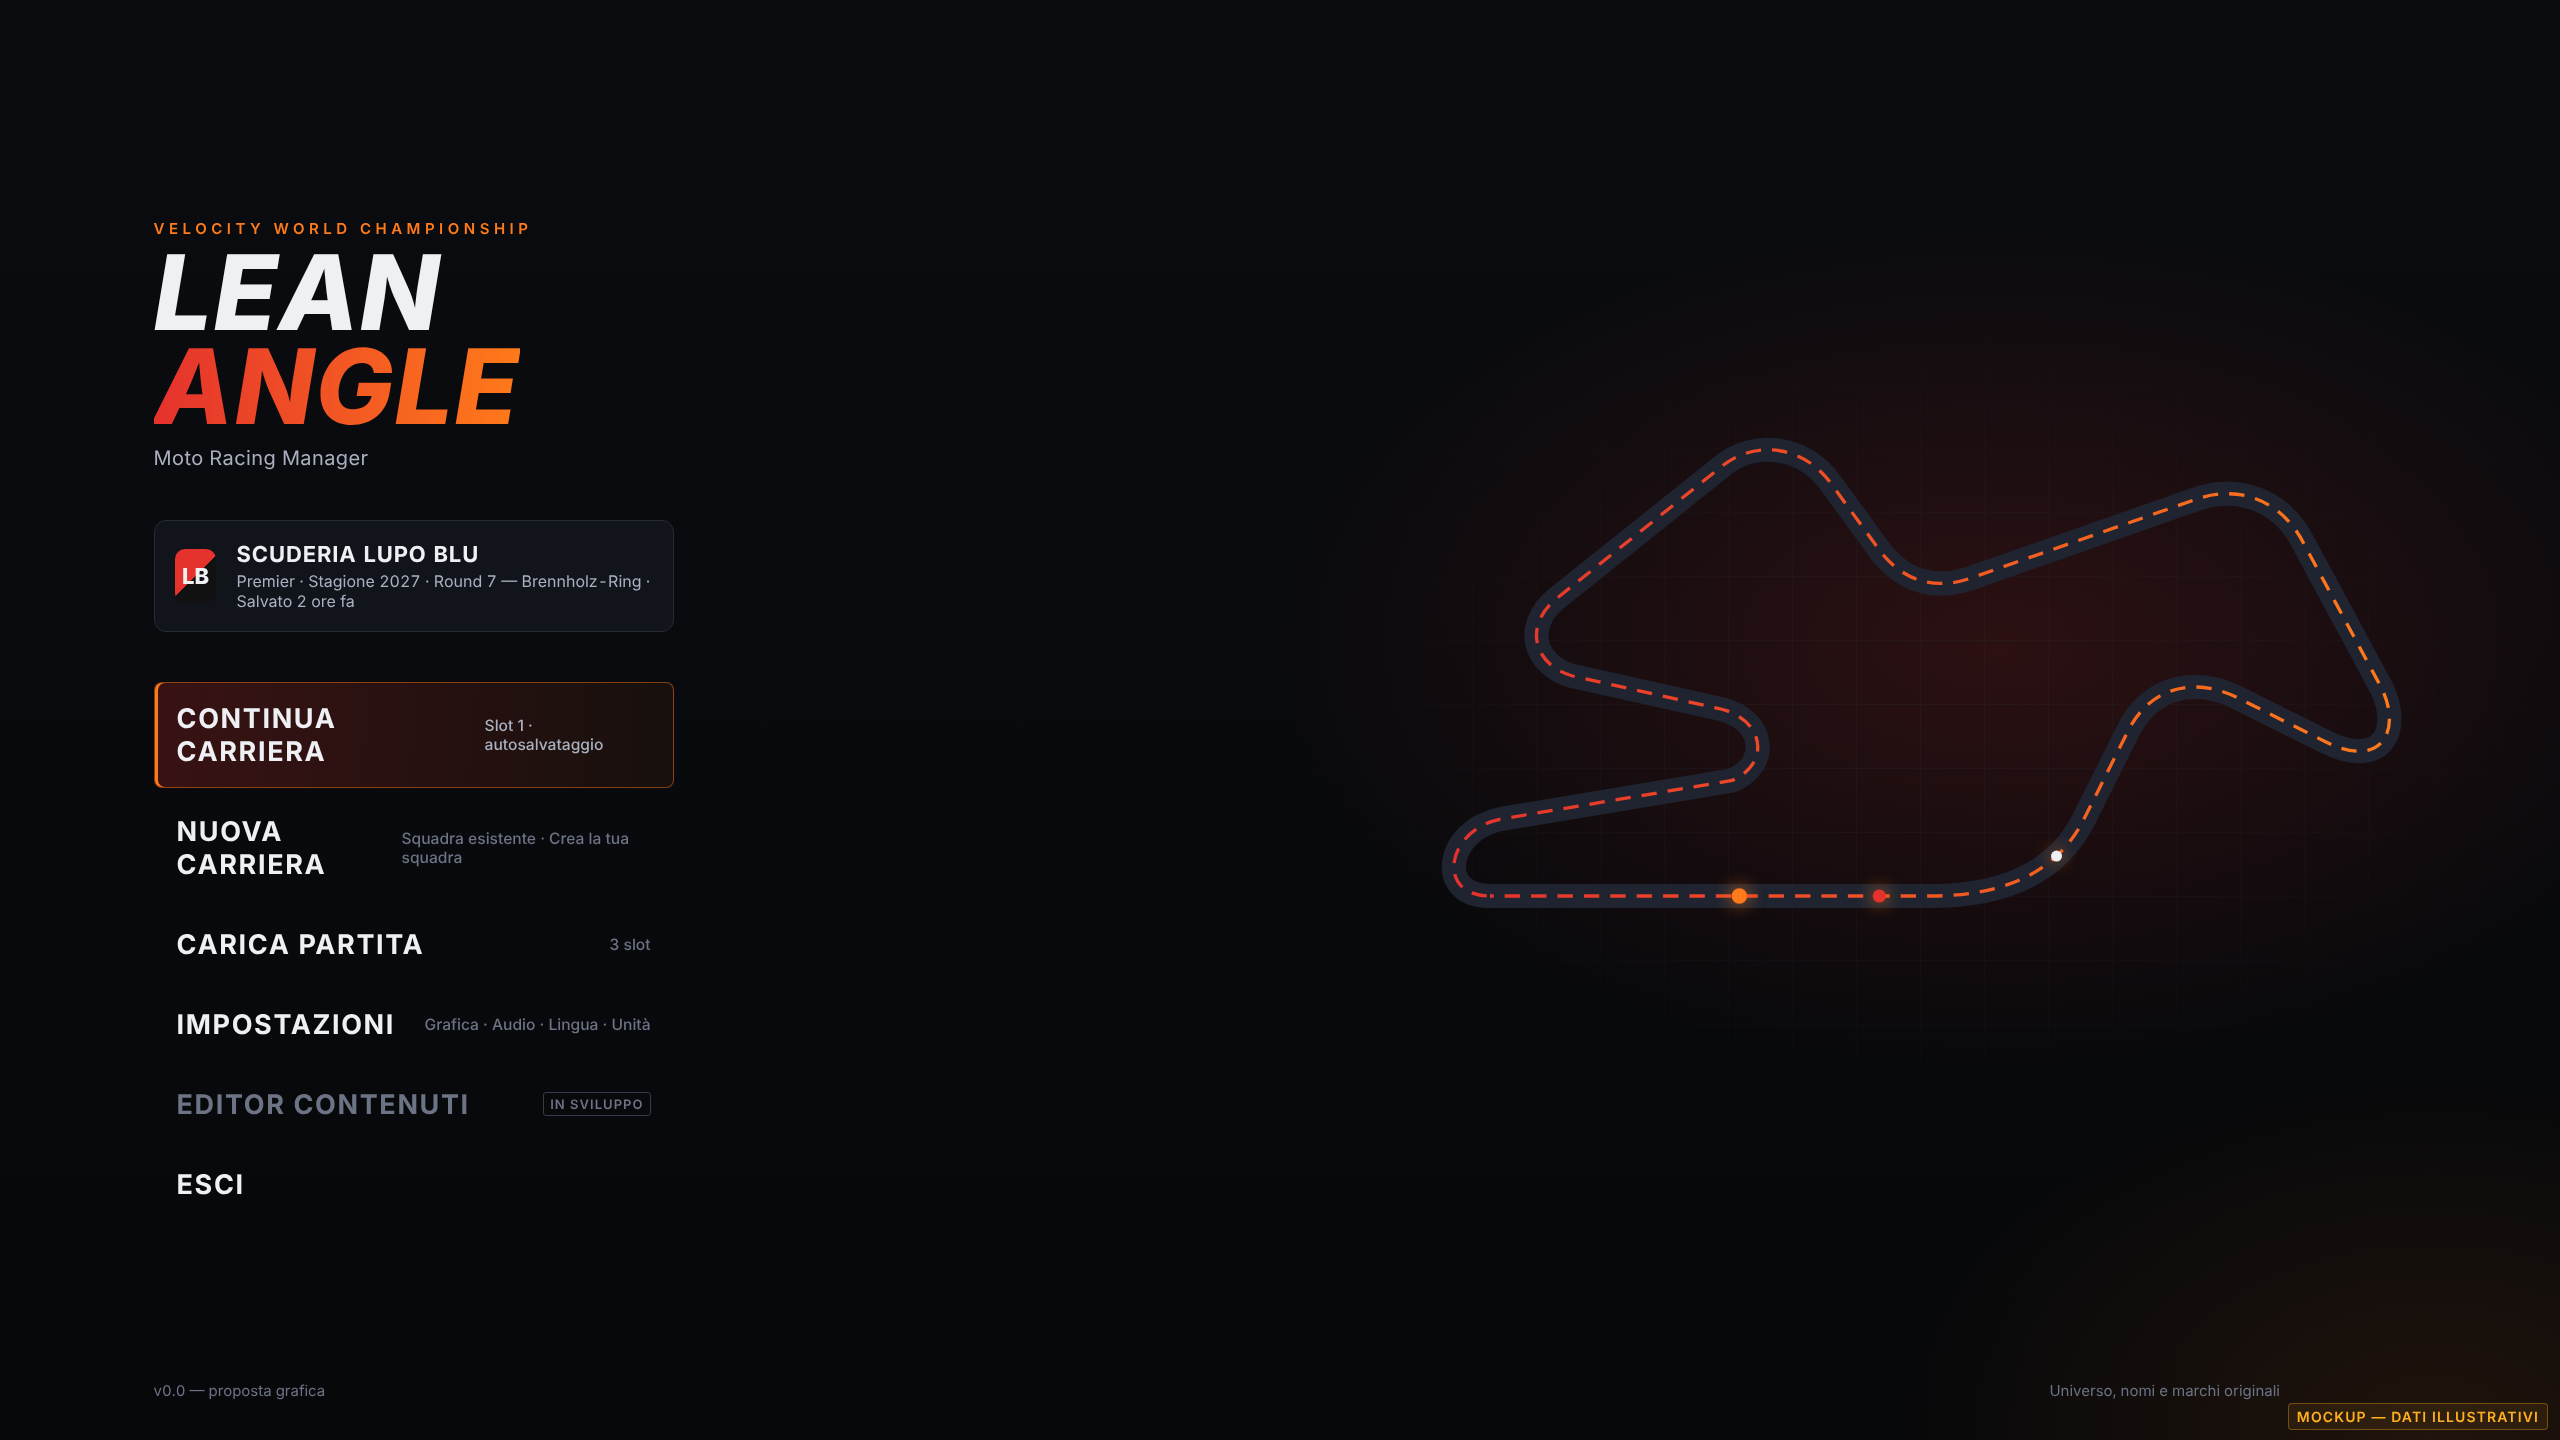 VELOCITY WORLD CHAMPIONSHIP
LEAN
ANGLE
Moto Racing Manager
LB
SCUDERIA LUPO BLU
Premier · Stagione 2027 · Round 7 — Brennholz-Ring ·
Salvato 2 ore fa
CONTINUA
CARRIERA
Slot 1 ·
autosalvataggio
NUOVA
CARRIERA
Squadra esistente · Crea la tua
squadra
CARICA PARTITA
3 slot
IMPOSTAZIONI
Grafica · Audio · Lingua · Unità
EDITOR CONTENUTI
IN SVILUPPO
ESCI
v0.0 — proposta grafica
Universo, nomi e marchi originali
MOCKUP — DATI ILLUSTRATIVI